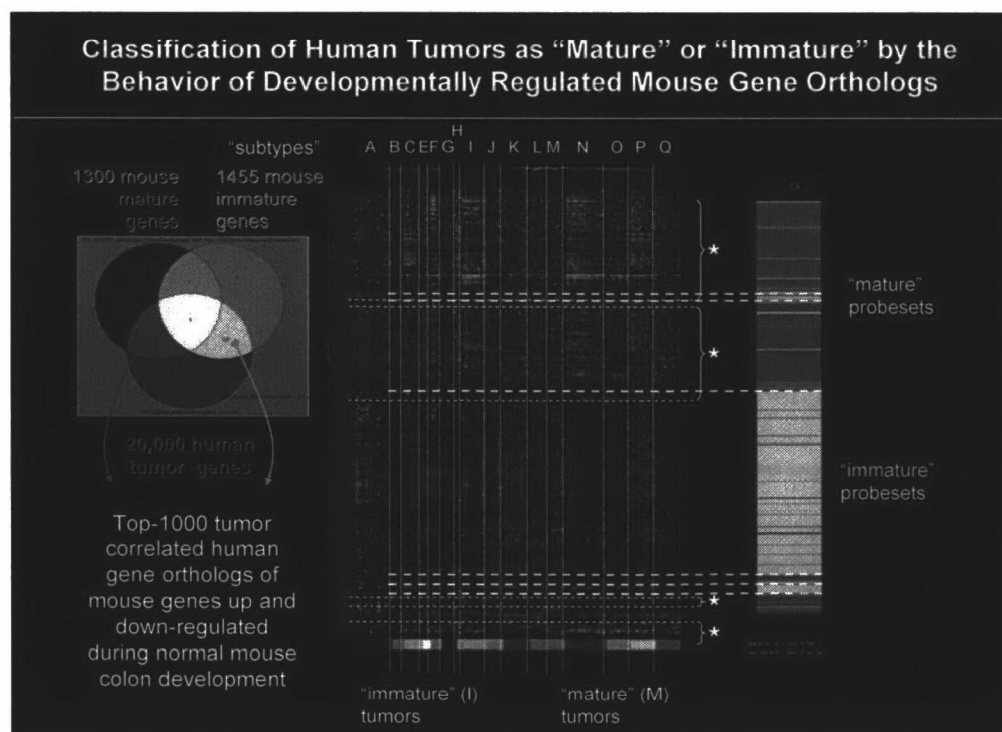 Classification of Human Tumors as “Mature” or “Immature” by the
Behavior of Developmentally Regulated Mouse Gene Orthologs
H
"subtypes"
A B C E F G I J K L M N O P Q
1300 mouse
mature
genes
1455 mouse
immature
genes
*
"mature"
probesets
*
20,000 human
tumor genes
"immature"
probesets
Top-1000 tumor
correlated human
gene orthologs of
mouse genes up and
down-regulated
during normal mouse
colon development
*
*
"immature" (I)
tumors
"mature" (M)
tumors